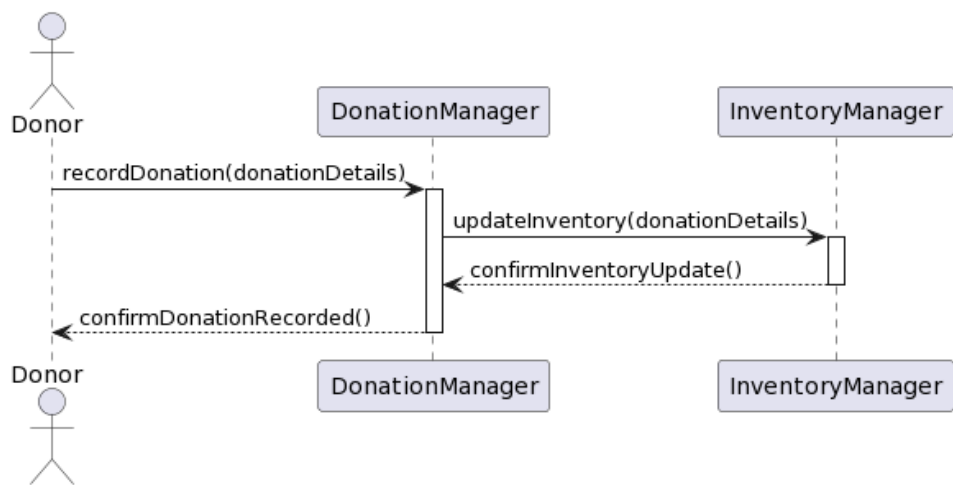 Donor
DonationManager
InventoryManager
recordDonation(donationDetails)
updateInventory(donationDetails)
confirmInventoryUpdate()
confirmDonationRecorded()
Donor
DonationManager
InventoryManager